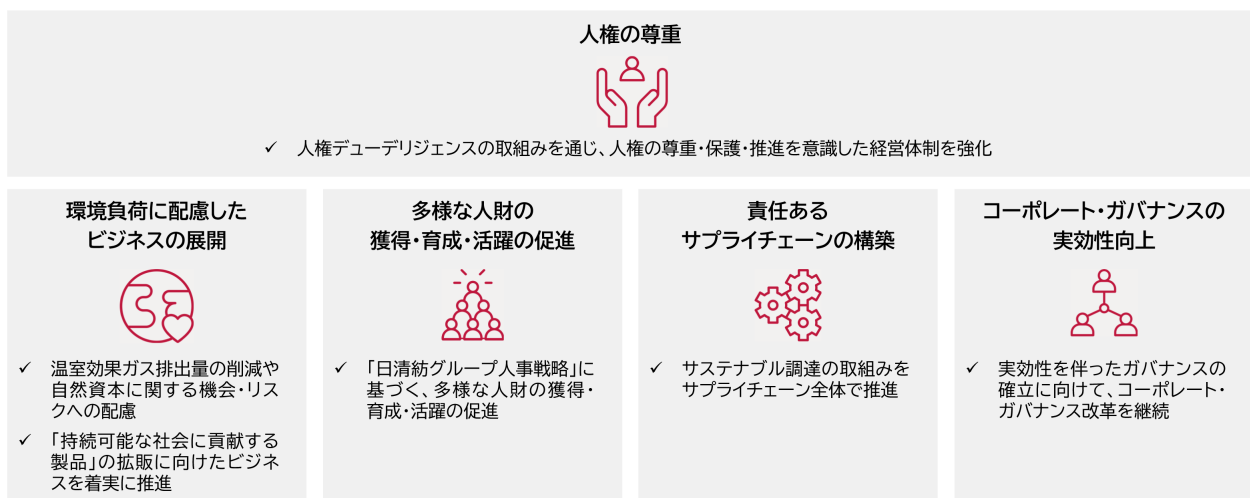 人権の尊重
✓ 人権デューデリジェンスの取組みを通じ、人権の尊重・保護・推進を意識した経営体制を強化
環境負荷に配慮した
ビジネスの展開
✓ 温室効果ガス排出量の削減や
自然資本に関する機会・リス
クへの配慮
✓ 「持続可能な社会に貢献する
製品」の拡販に向けたビジネ
スを着実に推進
多様な人財の
獲得・育成・活躍の促進
✓ 「日清紡グループ人事戦略」に
基づく、多様な人財の獲得・
育成・活躍の促進
責任ある
サプライチェーンの構築
✓ サステナブル調達の取組みを
サプライチェーン全体で推進
コーポレート・ガバナンスの
実効性向上
✓ 実効性を伴ったガバナンスの
確立に向けて、コーポレート・
ガバナンス改革を継続